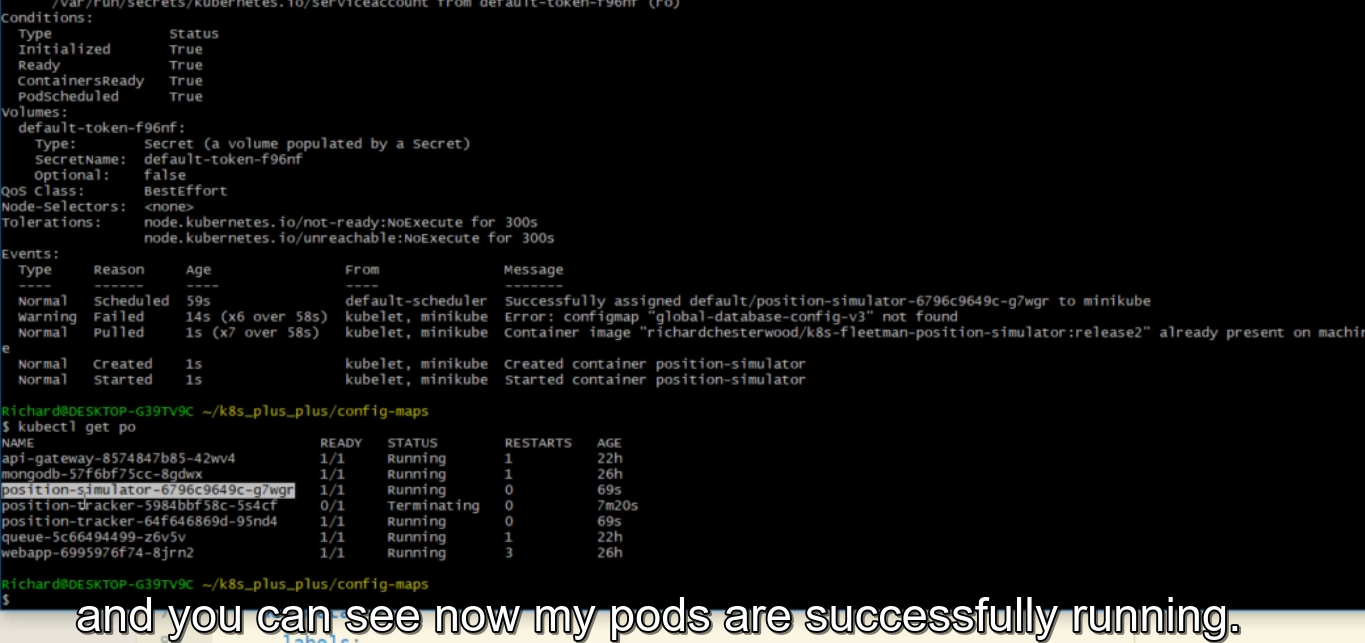 /var/run/secrets/kubernetes.io/serviceaccount from default-token-f96nf (ro)
Conditions:
Type Status
Initialized True
Ready True
ContainersReady True
PodScheduled True
Volumes:
default-token-f96nf:
Type: Secret (a volume populated by a Secret)
SecretName: default-token-f96nf
Optional: false
QoS Class: BestEffort
Node-Selectors: <none>
Tolerations: node.kubernetes.io/not-ready:NoExecute for 300s
node.kubernetes.io/unreachable:NoExecute for 300s
Events:
Type Reason Age From Message
---- ------ ---- ---- -------
Normal Scheduled 59s default-scheduler Successfully assigned default/position-simulator-6796c9649c-g7wgr to minikube
Warning Failed 14s (x6 over 58s) kubelet, minikube Error: configmap "global-database-config-v3" not found
Normal Pulled 1s (x7 over 58s) kubelet, minikube Container image "richardchesterwood/k8s-fleetman-position-simulator:release2" already present on machin
e
Normal Created 1s kubelet, minikube Created container position-simulator
Normal Started 1s kubelet, minikube Started container position-simulator
Richard@DESKTOP-G39TV9C ~/k8s_plus_plus/config-maps
$ kubectl get po
NAME READY STATUS RESTARTS AGE
api-gateway-8574847b85-42wv4 1/1 Running 1 22h
mongodb-57f6bf75cc-8gdwx 1/1 Running 1 26h
position-simulator-6796c9649c-g7wgr 1/1 Running 0 69s
position-tracker-5984bbf58c-5s4cf 0/1 Terminating 0 7m20s
position-tracker-64f646869d-95nd4 1/1 Running 0 69s
queue-5c66494499-z6v5v 1/1 Running 1 22h
webapp-6995976f74-8jrn2 1/1 Running 3 26h
Richard@DESKTOP-G39TV9C ~/k8s_plus_plus/config-maps
$
and you can see now my pods are successfully running.
labels: